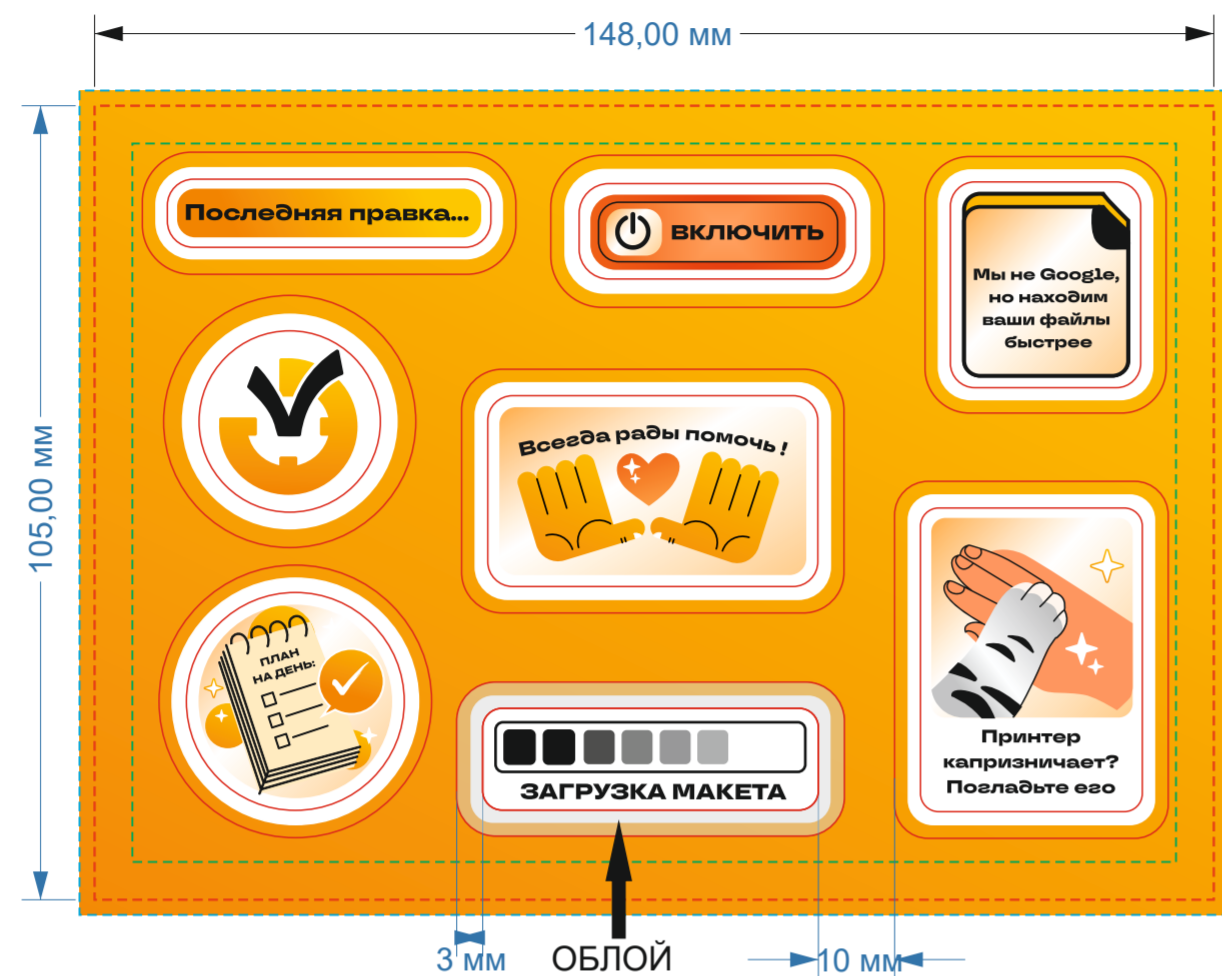 148,00 мм
105,00 мм
Последняя правка...
ВКЛЮЧИТЬ
Мы не Google,
но находим
ваши файлы
быстрее
Всегда рады помочь !
ПЛАН
НА ДЕНЬ:
ЗАГРУЗКА МАКЕТА
Принтер
капризничает?
Погладьте его
3 мм
ОБЛОЙ
10 мм